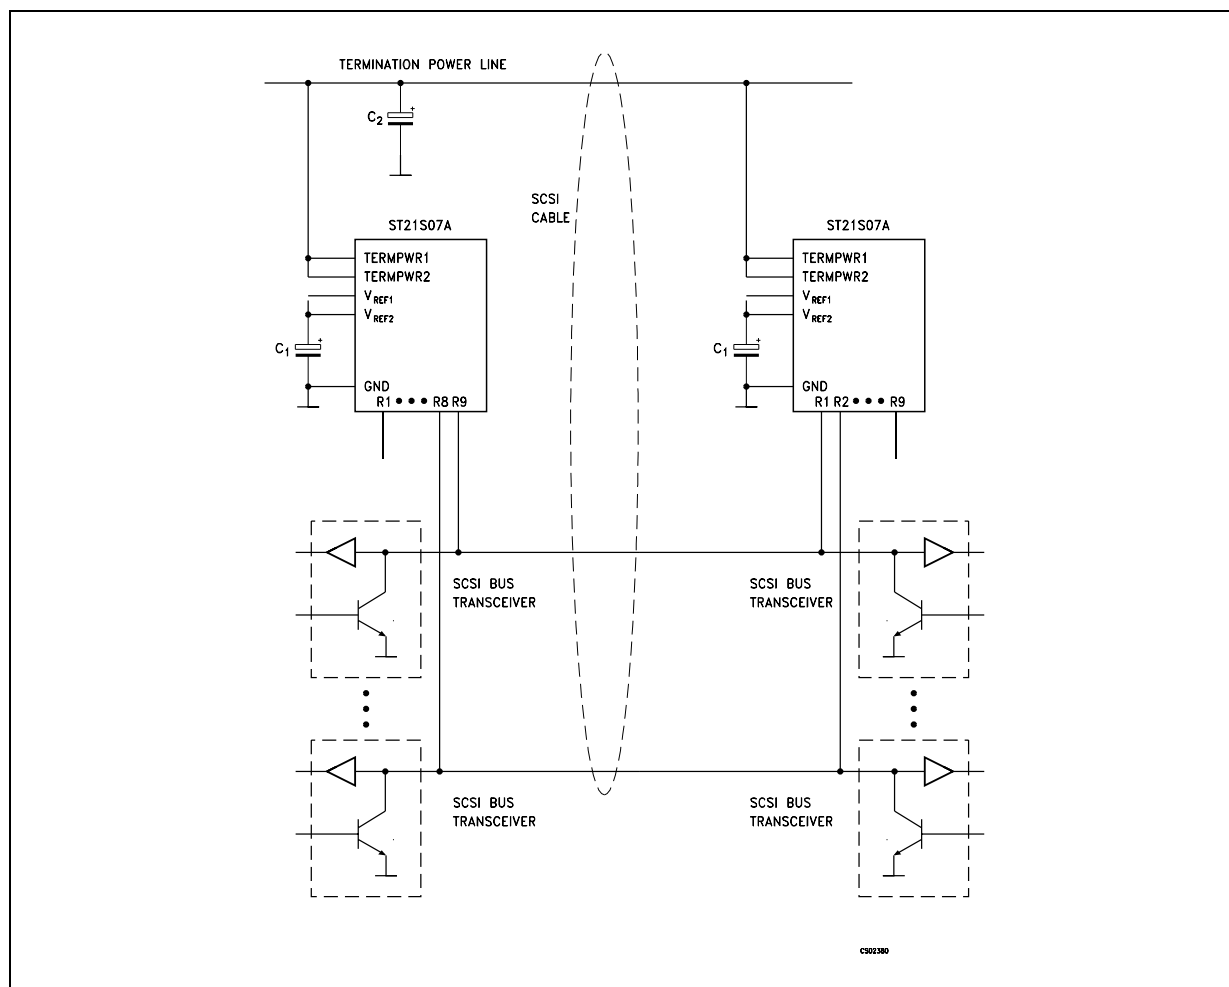 TERMINATION POWER LINE
C2
+
SCSI
CABLE
ST21S07A
TERMPWR1
TERMPWR2
VREF1
VREF2
C1
+
GND
R1 ••• R8 R9
ST21S07A
TERMPWR1
TERMPWR2
VREF1
VREF2
C1
+
GND
R1 R2 ••• R9
SCSI BUS
TRANSCEIVER
SCSI BUS
TRANSCEIVER
SCSI BUS
TRANSCEIVER
SCSI BUS
TRANSCEIVER
CS02380